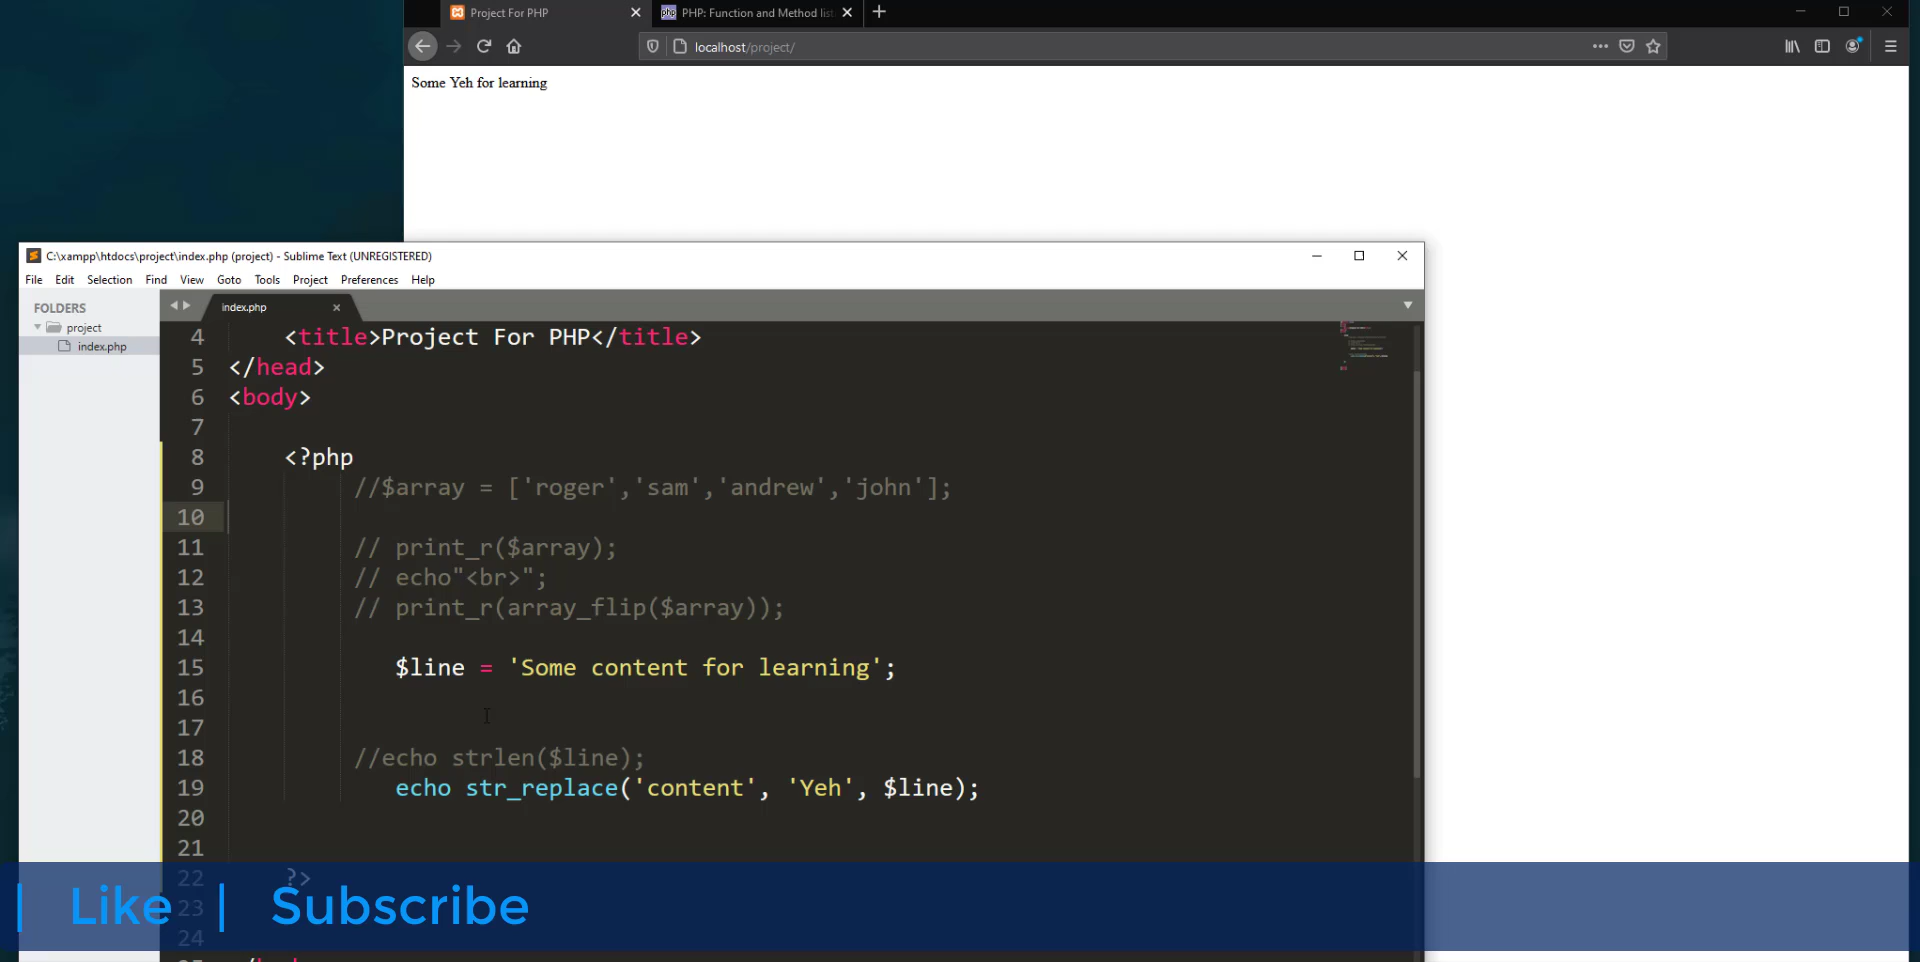 Project For PHP
PHP: Function and Method list
localhost/project/
Some Yeh for learning
C:\xampp\htdocs\project\index.php (project) - Sublime Text (UNREGISTERED)
File Edit Selection Find View Goto Tools Project Preferences Help
FOLDERS
project
index.php
index.php
4 <title>Project For PHP</title>
5 </head>
6 <body>
7
8 <?php
9 //$array = ['roger','sam','andrew','john'];
10
11 // print_r($array);
12 // echo"<br>";
13 // print_r(array_flip($array));
14
15 $line = 'Some content for learning';
16
17
18 //echo strlen($line);
19 echo str_replace('content', 'Yeh', $line);
20
21
22 ?>
23
24
| Like | Subscribe